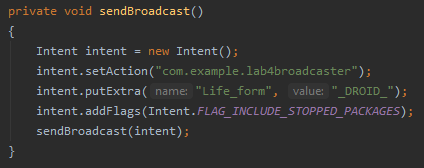 private void sendBroadcast()
{
Intent intent = new Intent();
intent.setAction("com.example.lab4broadcaster");
intent.putExtra( name: "Life_form", value: "_DROID_");
intent.addFlags(Intent.FLAG_INCLUDE_STOPPED_PACKAGES);
sendBroadcast(intent);
}